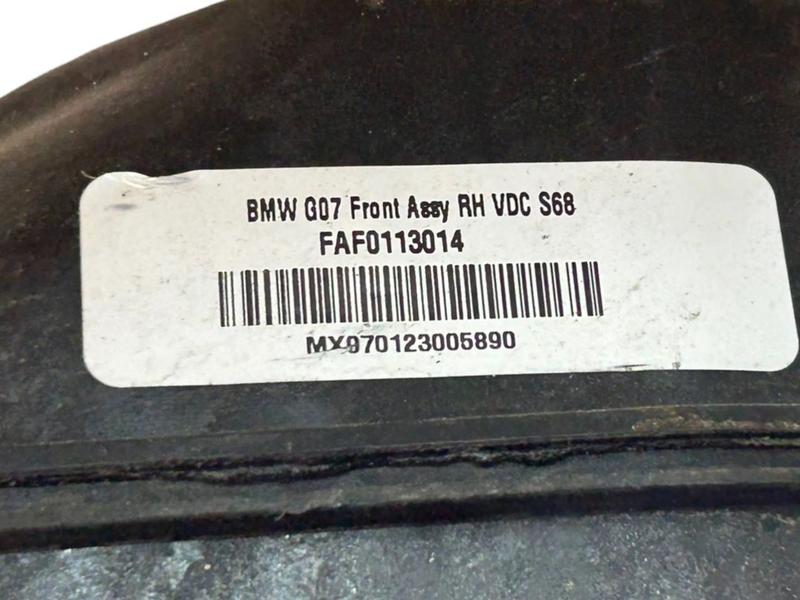 BMW G07 Front Assy RH VDC S68
FAF0113014
MX970123005890